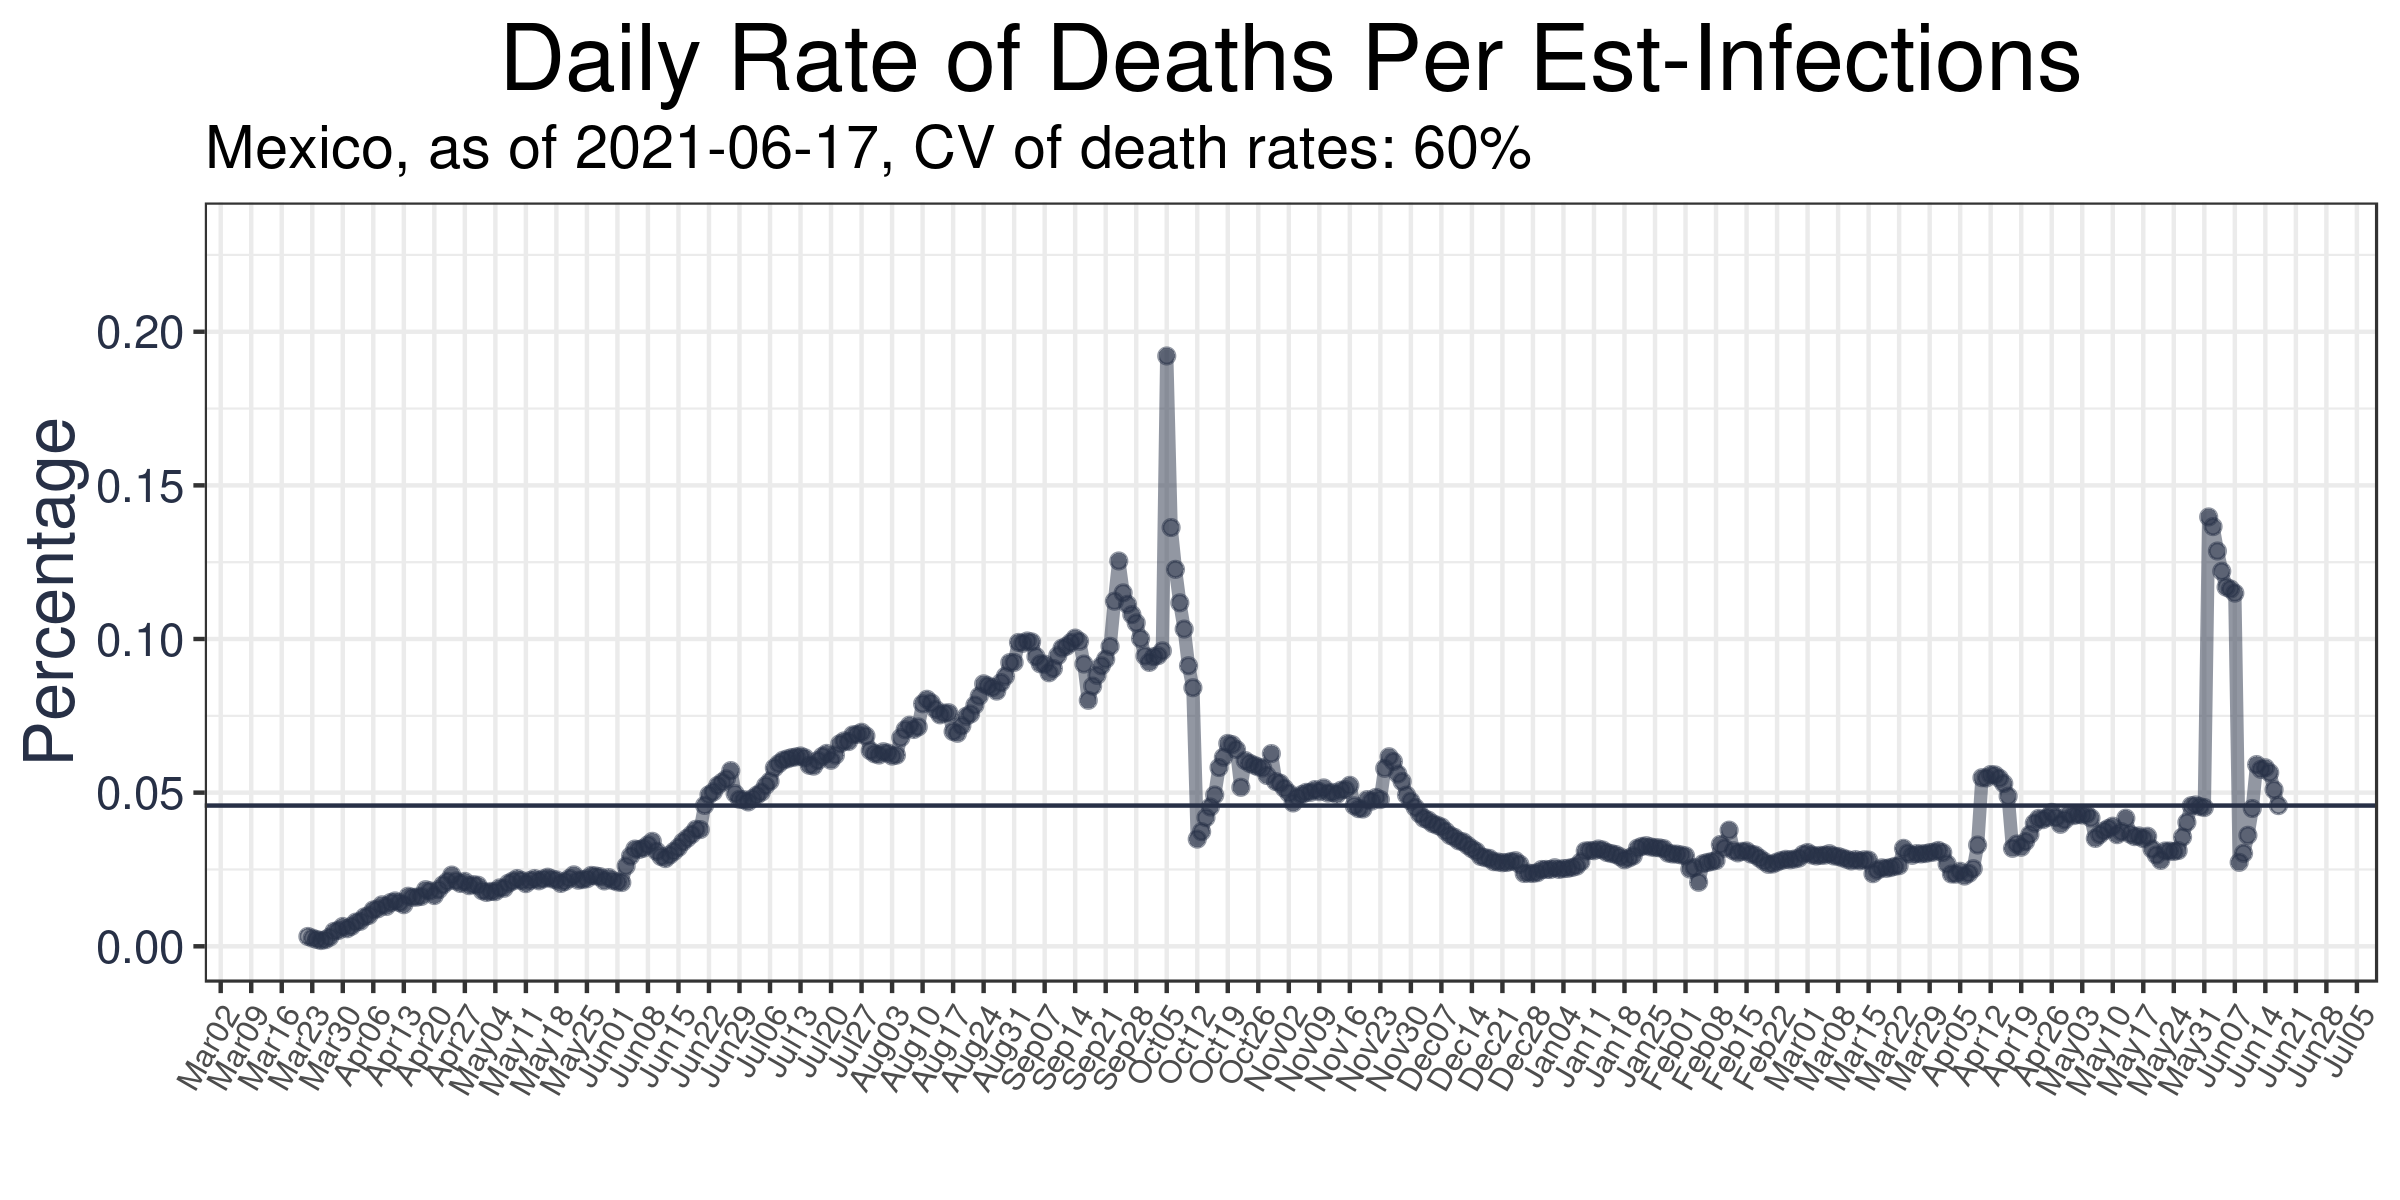 Daily Rate of Deaths Per Est-Infections
Mexico, as of 2021-06-17, CV of death rates: 60%
Percentage
0.20
0.15
0.10
0.05
0.00
Mar02
Mar09
Mar16
Mar23
Mar30
Apr06
Apr13
Apr20
Apr27
May04
May11
May18
May25
Jun01
Jun08
Jun15
Jun22
Jun29
Jul06
Jul13
Jul20
Jul27
Aug03
Aug10
Aug17
Aug24
Aug31
Sep07
Sep14
Sep21
Sep28
Oct05
Oct12
Oct19
Oct26
Nov02
Nov09
Nov16
Nov23
Nov30
Dec07
Dec14
Dec21
Dec28
Jan04
Jan11
Jan18
Jan25
Feb01
Feb08
Feb15
Feb22
Mar01
Mar08
Mar15
Mar22
Mar29
Apr05
Apr12
Apr19
Apr26
May03
May10
May17
May24
May31
Jun07
Jun14
Jun21
Jun28
Jul05